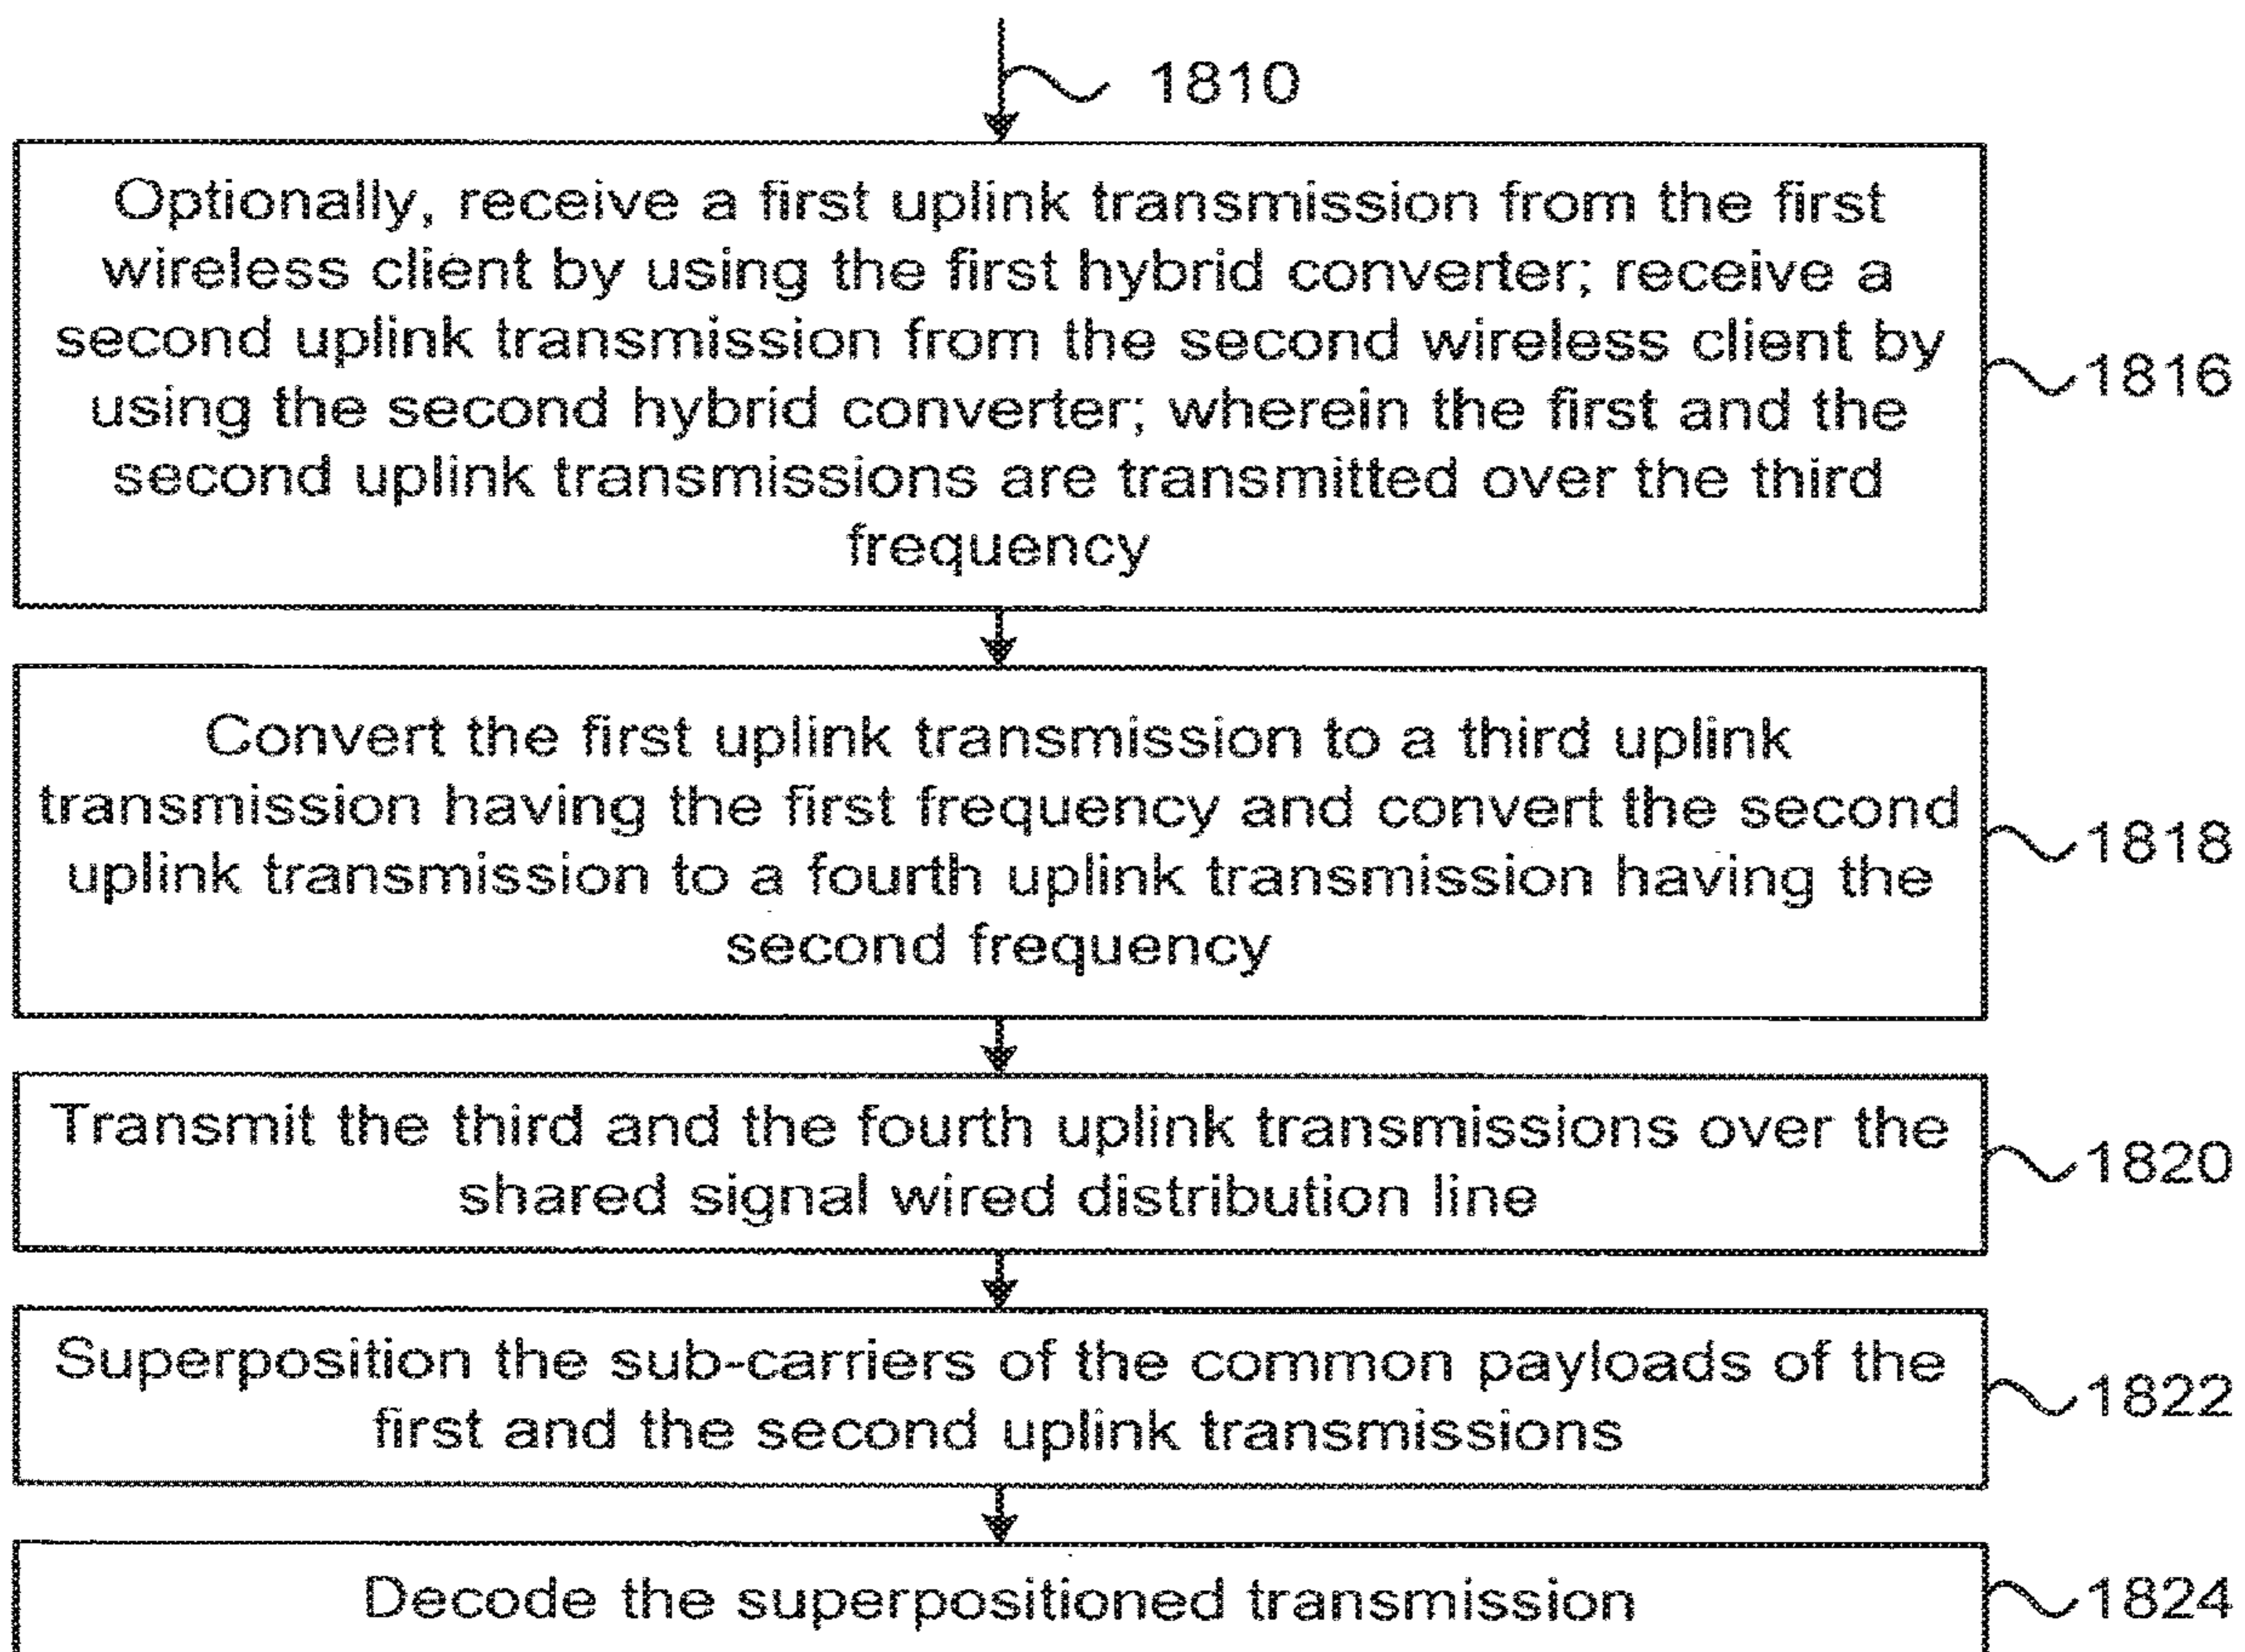 1810
Optionally, receive a first uplink transmission from the first
wireless client by using the first hybrid converter; receive a
second uplink transmission from the second wireless client by
using the second hybrid converter; wherein the first and the
second uplink transmissions are transmitted over the third
frequency
1816
Convert the first uplink transmission to a third uplink
transmission having the first frequency and convert the second
uplink transmission to a fourth uplink transmission having the
second frequency
1818
Transmit the third and the fourth uplink transmissions over the
shared signal wired distribution line
1820
Superposition the sub-carriers of the common payloads of the
first and the second uplink transmissions
1822
Decode the superpositioned transmission
1824